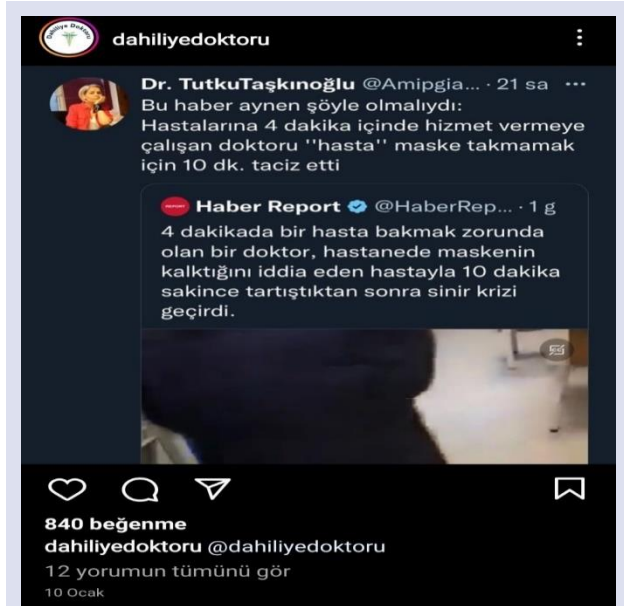 Dahiliye Doktoru
dahiliyedoktoru
Dr. TutkuTaşkınoğlu @Amipgia... · 21 sa ···
Bu haber aynen şöyle olmalıydı:
Hastalarına 4 dakika içinde hizmet vermeye
çalışan doktoru ''hasta'' maske takmamak
için 10 dk. taciz etti
REPORT
Haber Report @HaberRep... · 1 g
4 dakikada bir hasta bakmak zorunda
olan bir doktor, hastanede maskenin
kalktığını iddia eden hastayla 10 dakika
sakince tartıştıktan sonra sinir krizi
geçirdi.
840 beğenme
dahiliyedoktoru @dahiliyedoktoru
12 yorumun tümünü gör
10 Ocak